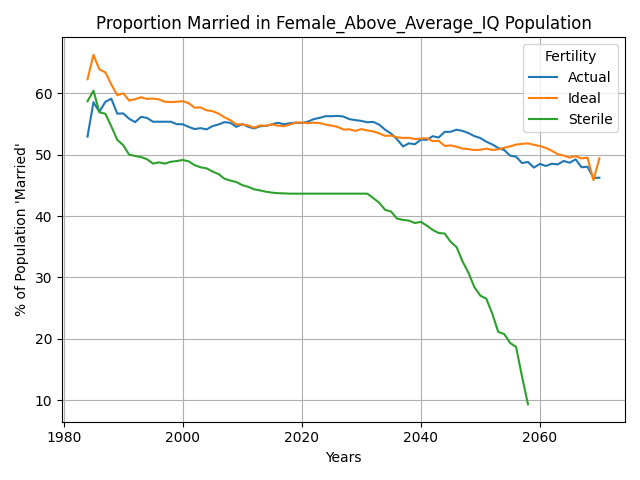 Proportion Married in Female_Above_Average_IQ Population
Fertility
Actual
Ideal
Sterile
% of Population 'Married'
60
50
40
30
20
10
1980
2000
2020
2040
2060
Years